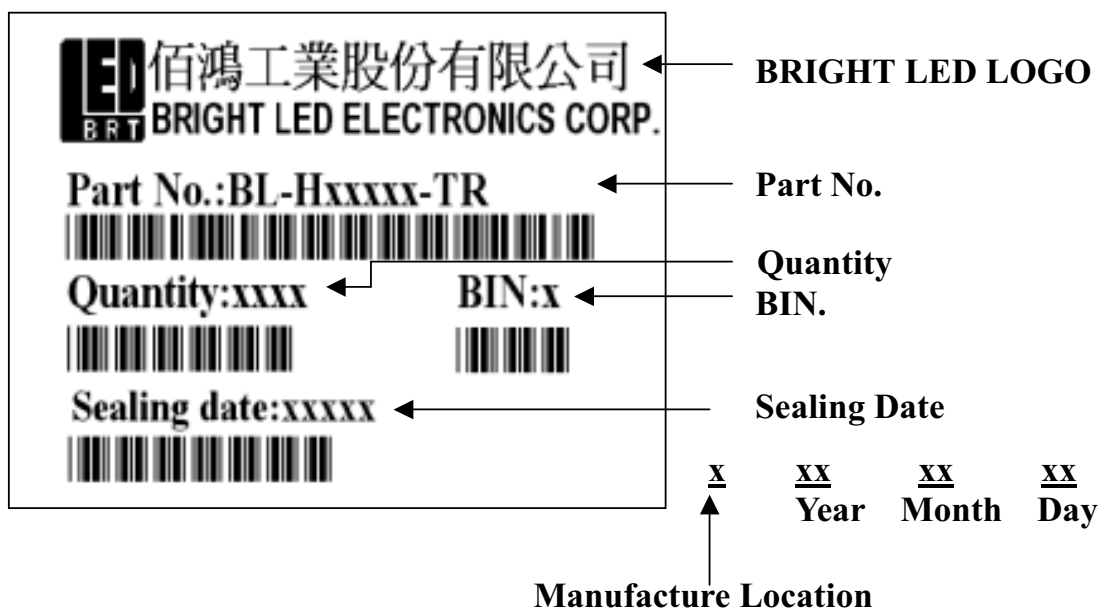 LED 佰鴻工業股份有限公司
BRT BRIGHT LED ELECTRONICS CORP.
BRIGHT LED LOGO
Part No.:BL-Hxxxxx-TR
Part No.
Quantity:xxxx
BIN:x
Quantity
BIN.
Sealing date:xxxxx
Sealing Date
x xx xx xx
Year Month Day
Manufacture Location